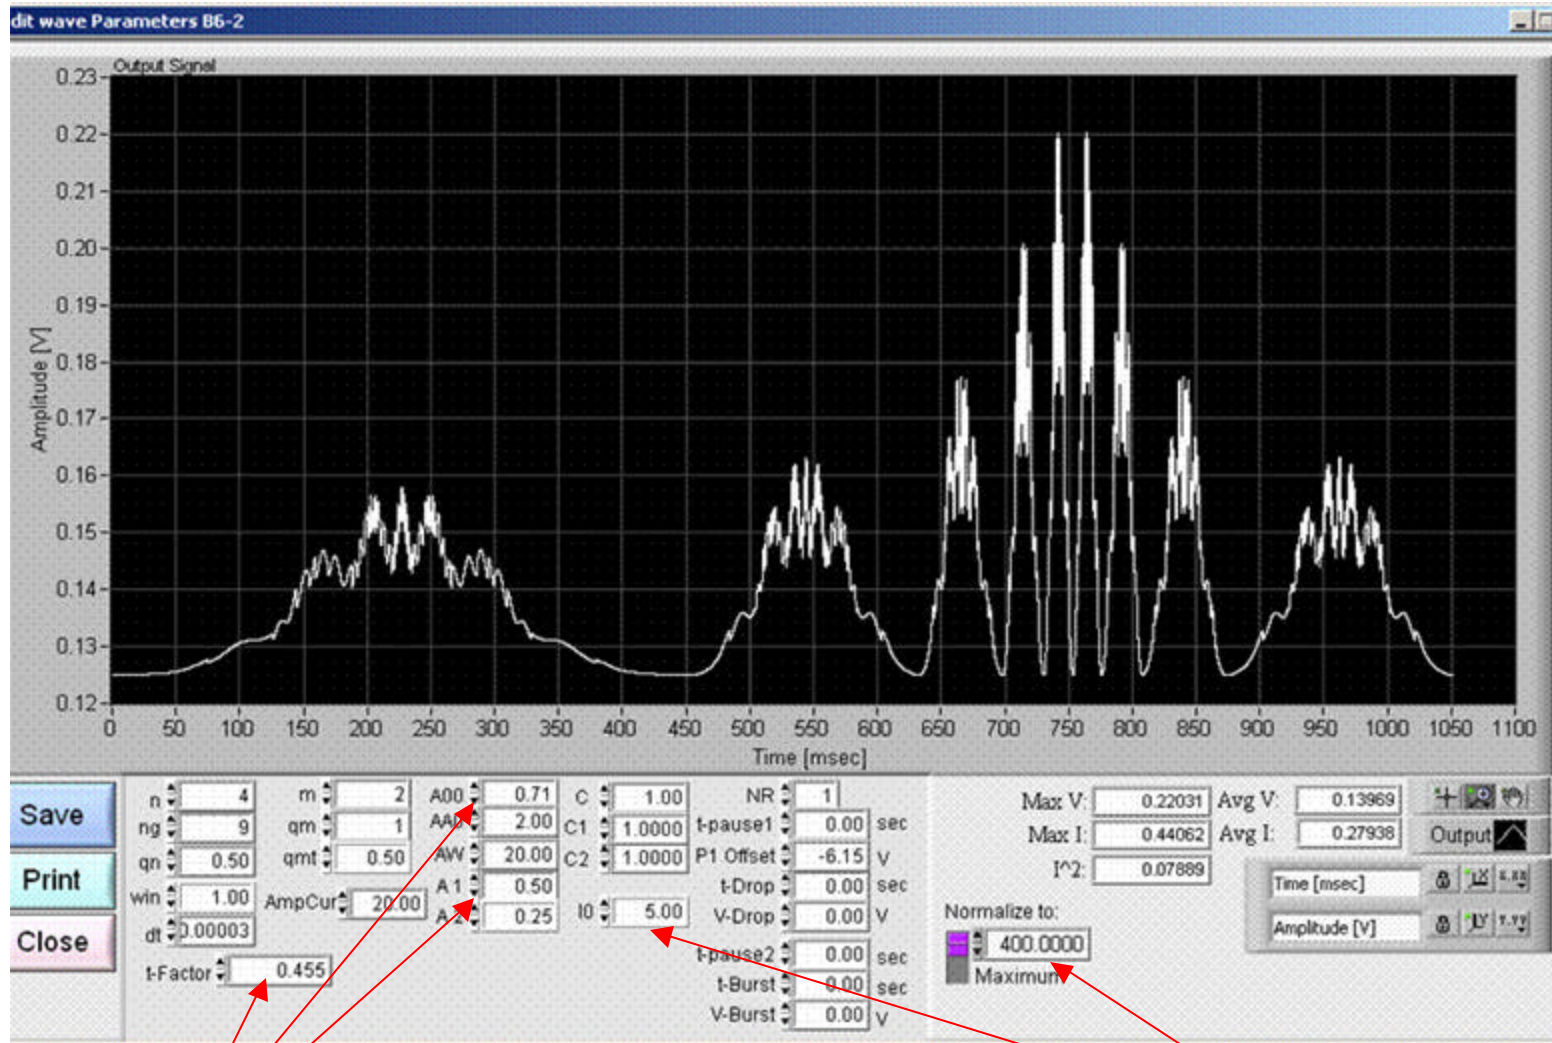 dit wave Parameters B6-2
Output Signal
0.23
0.22
0.21
0.20
0.19
0.18
0.17
0.16
0.15
0.14
0.13
0.12
Amplitude [V]
0 50 100 150 200 250 300 350 400 450 500 550 600 650 700 750 800 850 900 950 1000 1050 1100
Time [msec]
Save
Print
Close
n 4
ng 9
qn 0.50
win 1.00
dt 0.00003
t-Factor 0.455
m 2
qm 1
qmt 0.50
AmpCur 20.00
A00 0.71
2.00
AW 20.00
A1 0.50
A2 0.25
C 1.00
C1 1.0000
C2 1.0000
I0 5.00
NR 1
t-pause1 0.00 sec
P1 Offset -6.15 V
t-Drop 0.00 sec
V-Drop 0.00 V
t-pause2 0.00 sec
t-Burst 0.00 sec
V-Burst 0.00 V
Max V: 0.22031 Avg V: 0.13969
Max I: 0.44062 Avg I: 0.27938
I^2: 0.07889
Normalize to:
400.0000
Maximum
Output
Time [msec]
Amplitude [V]